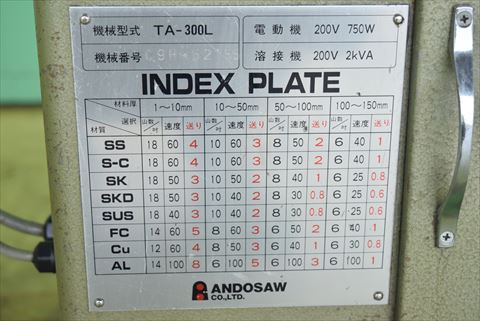 機械型式 TA-300L 電動機 200V 750W
機械番号 溶接機 200V 2kVA
INDEX PLATE
材料厚 1～10mm 10～50mm 50～100mm 100～150mm
材質 選択 山数/吋 速度 送り 山数/吋 速度 送り 山数/吋 速度 送り 山数/吋 速度 送り
SS 18 60 4 10 60 3 8 50 2 6 40 1
S-C 18 60 4 10 60 3 8 50 2 6 40 1
SK 18 50 3 10 40 2 8 30 1 6 25 0.8
SKD 18 50 3 10 40 2 8 30 0.8 6 25 0.6
SUS 18 40 3 10 50 2 8 30 0.8 6 25 0.6
FC 14 60 5 8 60 3 6 50 2 6 40 1
Cu 12 60 4 8 60 3 6 40 1 6 30 0.8
AL 14 100 8 6 100 5 6 100 3 6 100 1
ANDOSAW
CO.,LTD.